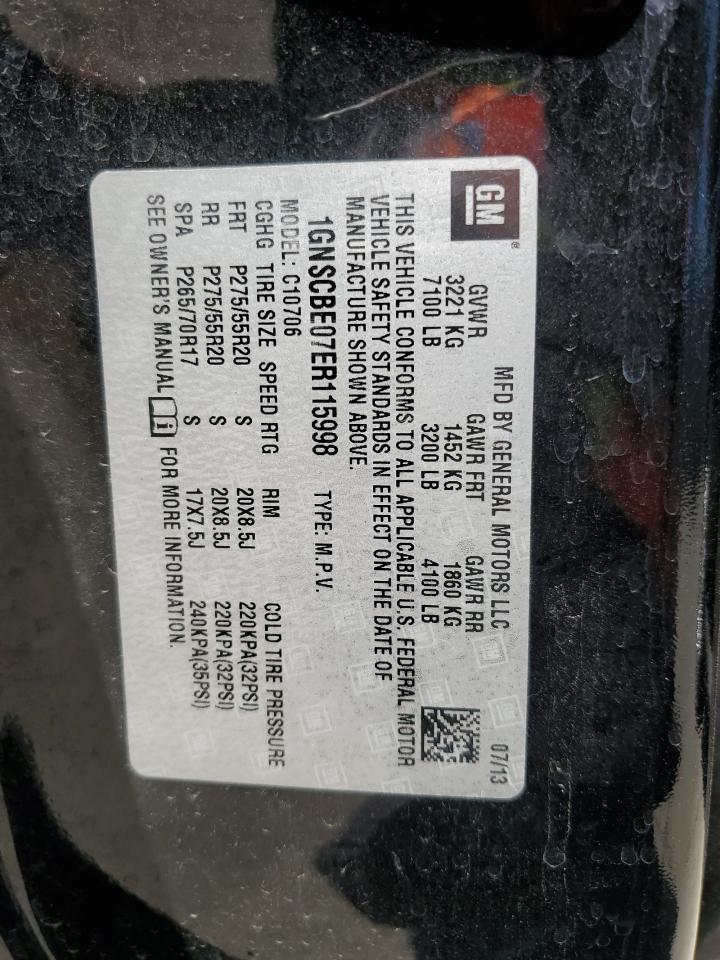 GM®
MFD BY GENERAL MOTORS LLC 07/13
GVWR GAWR FRT GAWR RR
3221 KG 1452 KG 1860 KG
7100 LB 3200 LB 4100 LB
THIS VEHICLE CONFORMS TO ALL APPLICABLE U.S. FEDERAL MOTOR
VEHICLE SAFETY STANDARDS IN EFFECT ON THE DATE OF
MANUFACTURE SHOWN ABOVE.
1GNSCBE07ER115998 TYPE: M.P.V.
MODEL: C10706
CGHG TIRE SIZE SPEED RTG RIM COLD TIRE PRESSURE
FRT P275/55R20 S 20X8.5J 220KPA(32PSI)
RR P275/55R20 S 20X8.5J 220KPA(32PSI)
SPA P265/70R17 S 17X7.5J 240KPA(35PSI)
SEE OWNER'S MANUAL i FOR MORE INFORMATION.